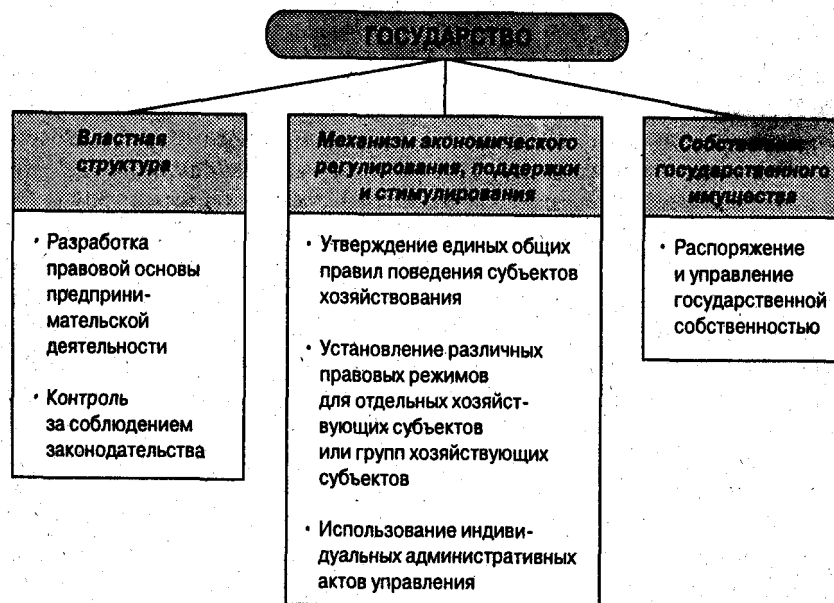 ГОСУДАРСТВО
Властная
структура
• Разработка
правовой основы
предприни-
мательской
деятельности
• Контроль
за соблюдением
законодательства
Механизм экономического
регулирования, поддержки
и стимулирования
• Утверждение единых общих
правил поведения субъектов
хозяйствования
• Установление различных
правовых режимов
для отдельных хозяйст-
вующих субъектов
или групп хозяйствующих
субъектов
• Использование индиви-
дуальных административных
актов управления
Собственник
государственного
имущества
• Распоряжение
и управление
государственной
собственностью